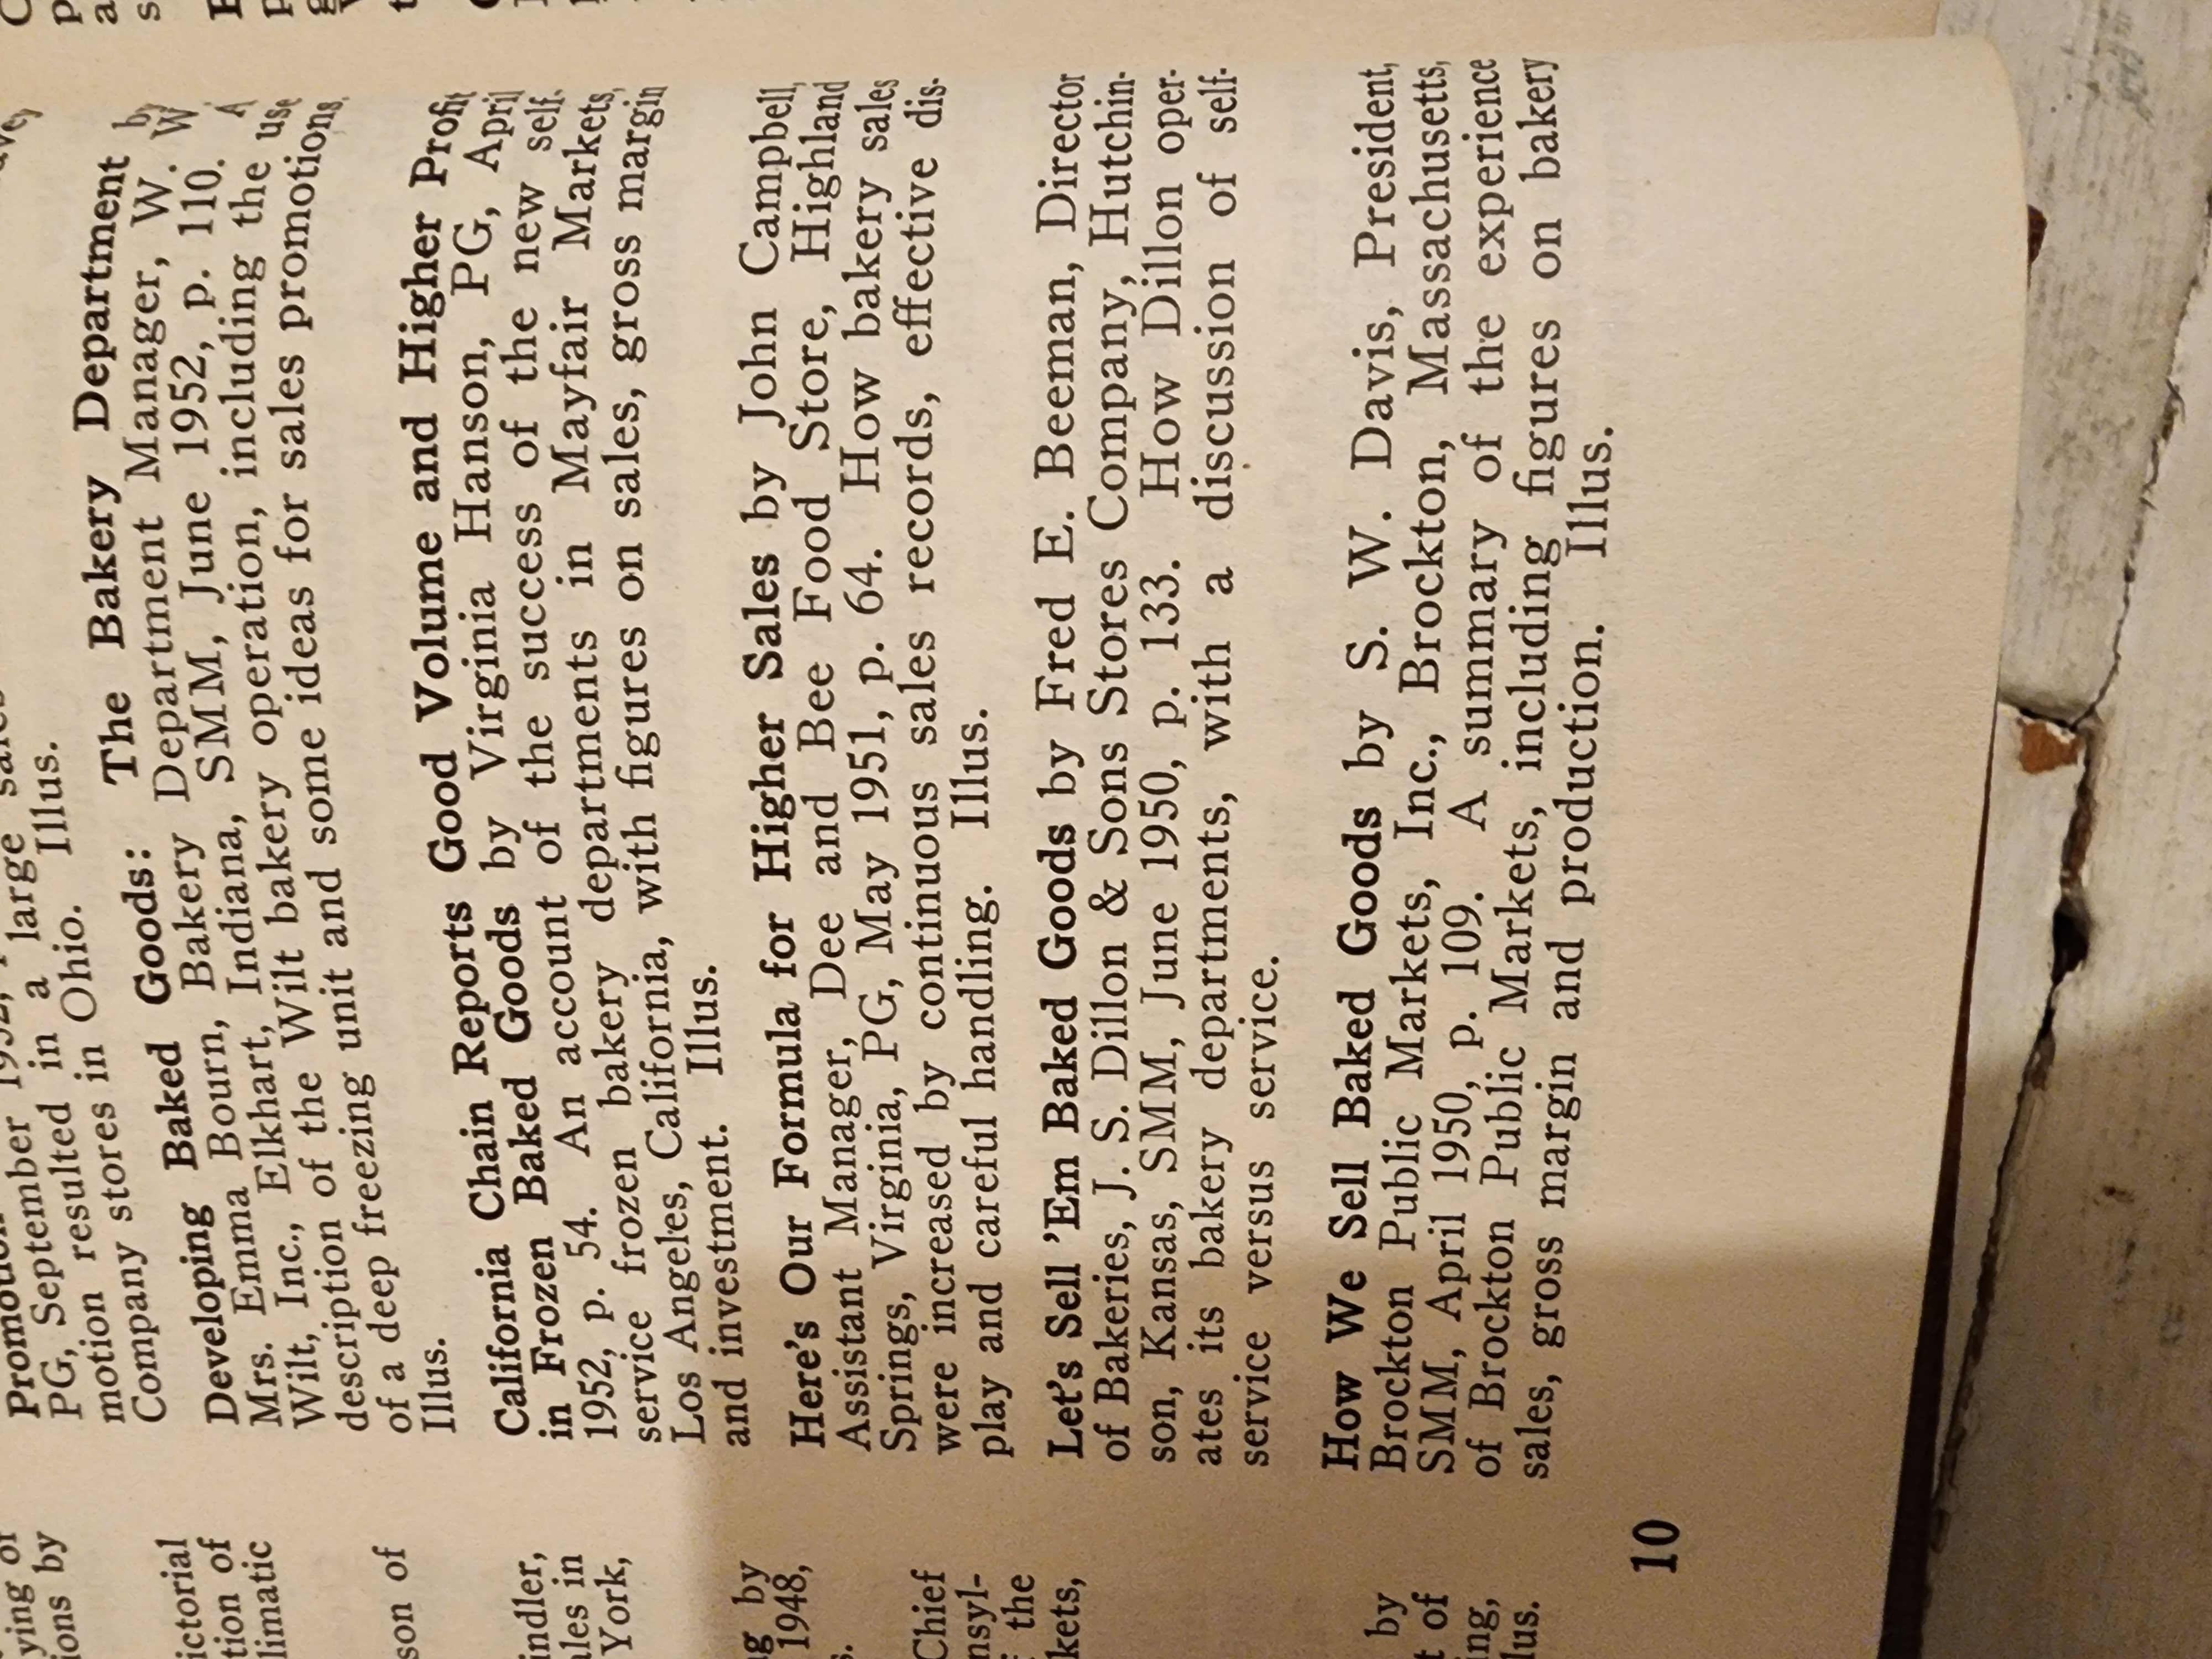 1952,
PG, September
motion resulted in a large sales
Company stores in Ohio. Illus.
Developing Baked Goods: The Bakery Department by
Mrs. Emma Bourn, Bakery Department Manager, W. W.
Wilt, Inc., Elkhart, Indiana, SMM, June 1952, p. 110. A
description of the Wilt bakery operation, including the use
of a deep freezing unit and some ideas for sales promotions.
Illus.
California Chain Reports Good Volume and Higher Profit
in Frozen Baked Goods by Virginia Hanson, PG, April
1952, p. 54. An account of the success of the new self-
service frozen bakery departments in Mayfair Markets,
Los Angeles, California, with figures on sales, gross margin
and investment. Illus.
Here's Our Formula for Higher Sales by John Campbell,
Assistant Manager, Dee and Bee Food Store, Highland
Springs, Virginia, PG, May 1951, p. 64. How bakery sales
were increased by continuous sales records, effective dis-
play and careful handling. Illus.
Let's Sell 'Em Baked Goods by Fred E. Beeman, Director
of Bakeries, J. S. Dillon & Sons Stores Company, Hutchin-
son, Kansas, SMM, June 1950, p. 133. How Dillon oper-
ates its bakery departments, with a discussion of self-
service versus service.
How We Sell Baked Goods by S. W. Davis, President,
Brockton Public Markets, Inc., Brockton, Massachusetts,
SMM, April 1950, p. 109. A summary of the experience
of Brockton Public Markets, including figures on bakery
sales, gross margin and production. Illus.
10